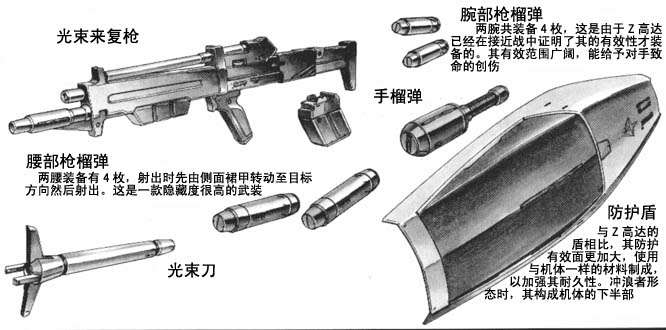 光束来复枪
腕部枪榴弹
两腕共装备4枚，这是由于Z高达
已经在接近战中证明了其的有效性才装
备的。其有效范围广阔，能给予对手致
命的创伤
手榴弹
腰部枪榴弹
两腰装备有4枚，射出时先由侧面裙甲转动至目标
方向然后射出。这是一款隐藏度很高的武装
光束刀
防护盾
与Z高达的
盾相比，其防护
有效面更加大，使用
与机体一样的材料制成，
以加强其耐久性。冲浪者形
态时，其构成机体的下半部